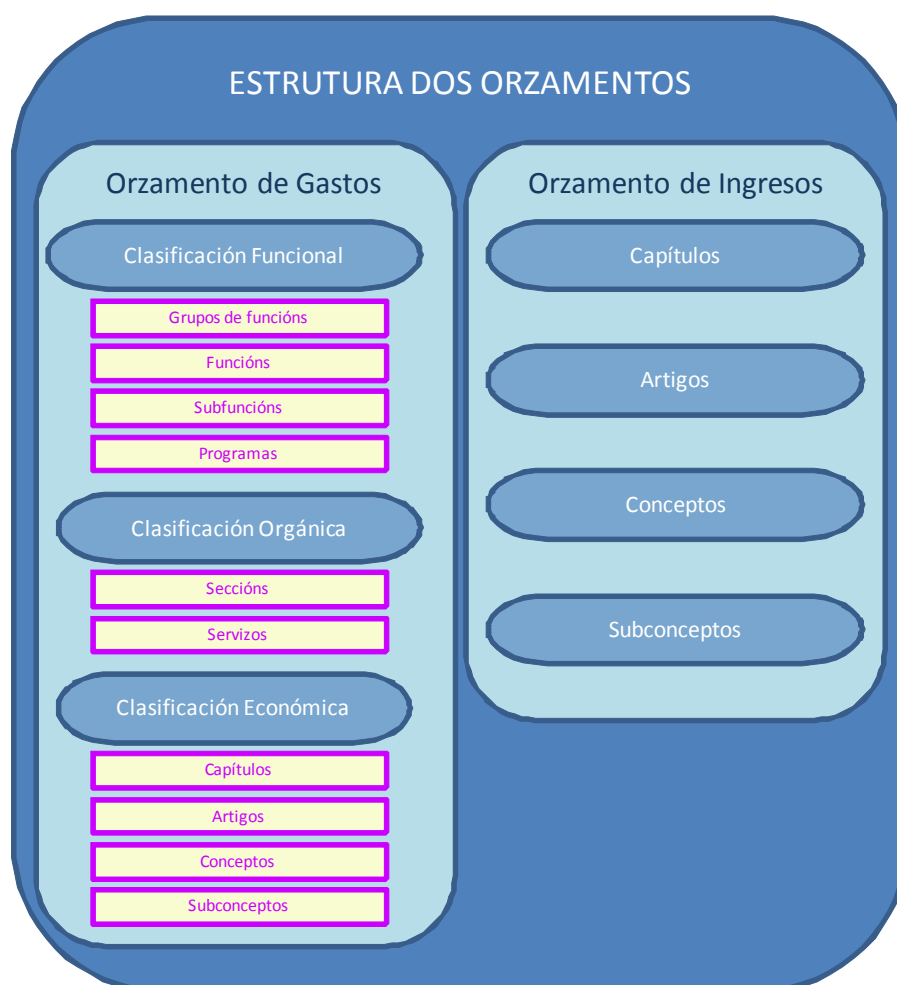 ESTRUTURA DOS ORZAMENTOS
Orzamento de Gastos
Clasificación Funcional
Grupos de funcións
Funcións
Subfuncións
Programas
Clasificación Orgánica
Seccións
Servizos
Clasificación Económica
Capítulos
Artigos
Conceptos
Subconceptos
Orzamento de Ingresos
Capítulos
Artigos
Conceptos
Subconceptos